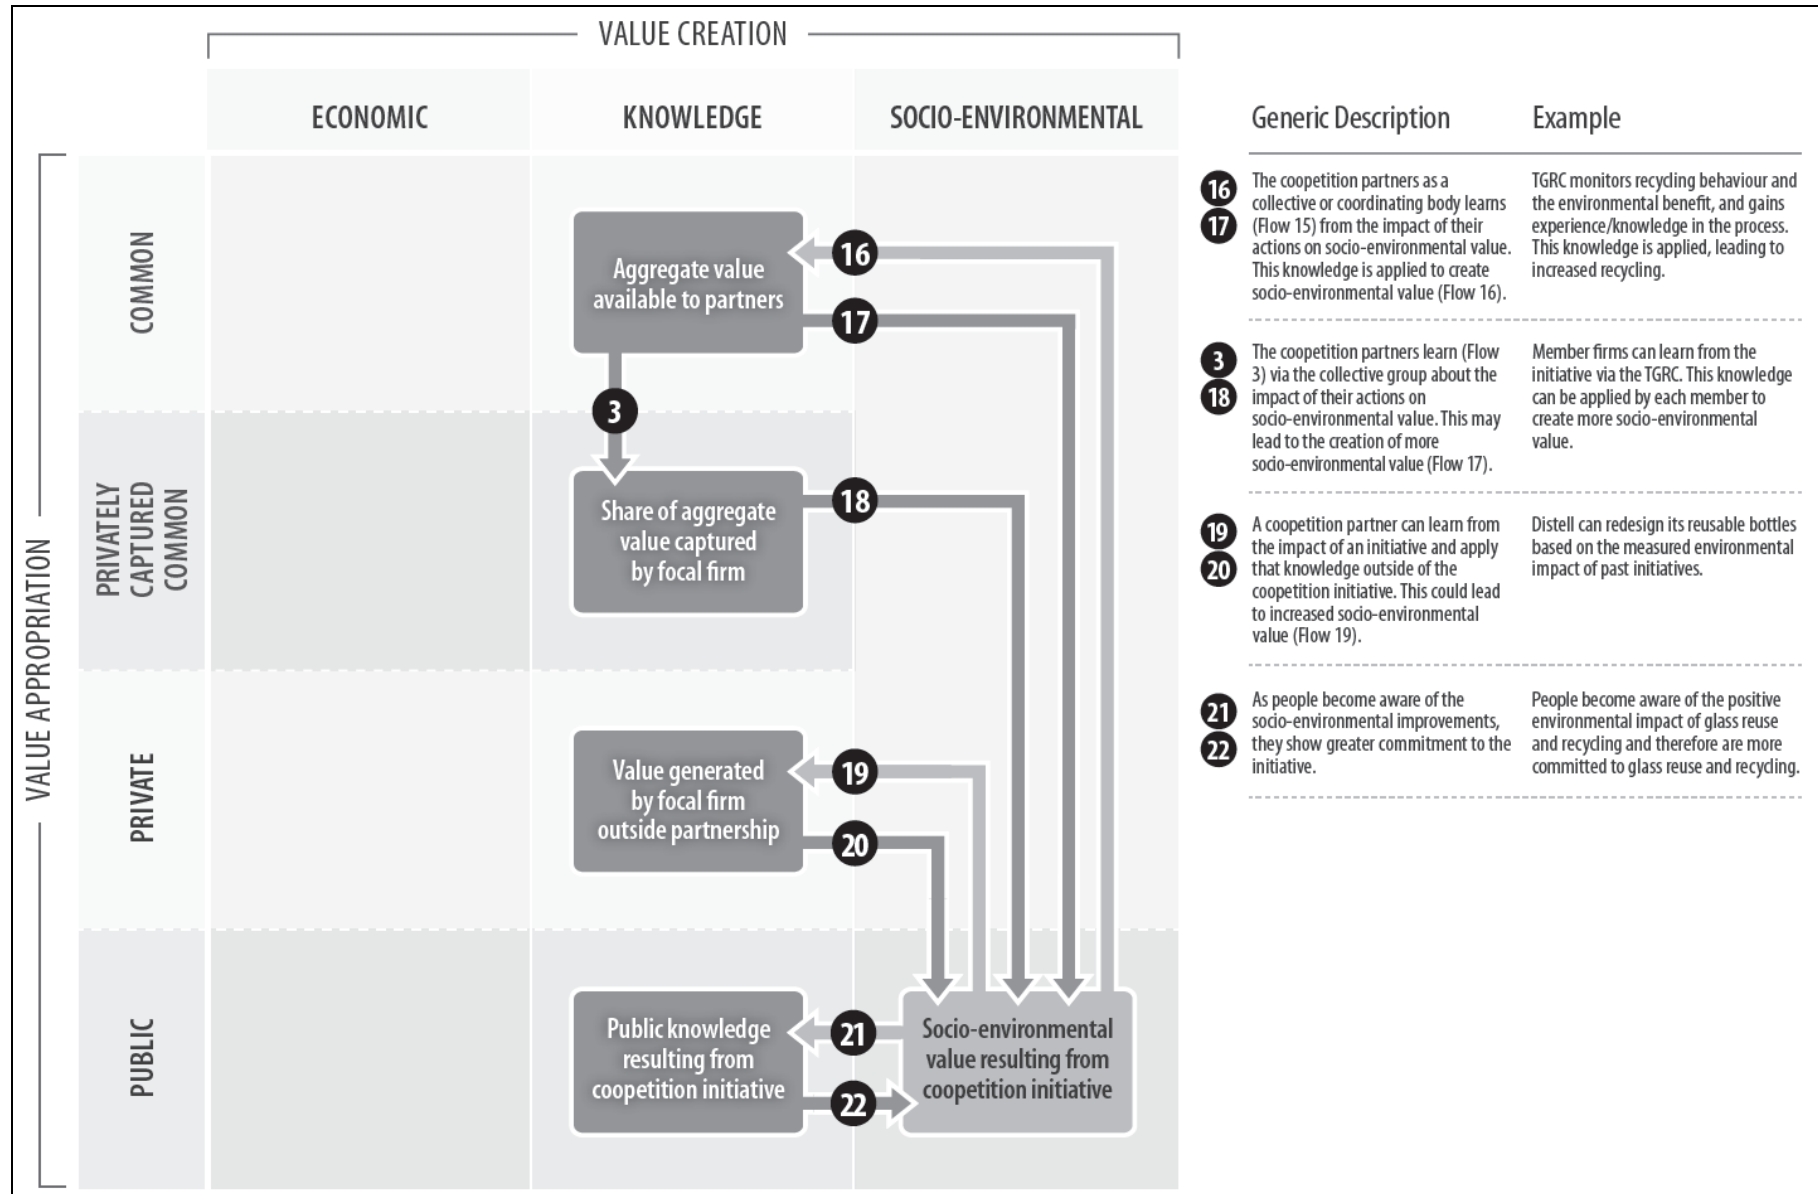 VALUE CREATION
ECONOMIC
KNOWLEDGE
SOCIO-ENVIRONMENTAL
VALUE APPROPRIATION
COMMON
Aggregate value
available to partners
16
17
3
PRIVATELY
CAPTURED
COMMON
Share of aggregate
value captured
by focal firm
18
PRIVATE
Value generated
by focal firm
outside partnership
19
20
PUBLIC
Public knowledge
resulting from
coopetition initiative
21
22
Socio-environmental
value resulting from
coopetition initiative
Generic Description
Example
16
17
The coopetition partners as a
collective or coordinating body learns
(Flow 15) from the impact of their
actions on socio-environmental value.
This knowledge is applied to create
socio-environmental value (Flow 16).
TGRC monitors recycling behaviour and
the environmental benefit, and gains
experience/knowledge in the process.
This knowledge is applied, leading to
increased recycling.
3
18
The coopetition partners learn (Flow
3) via the collective group about the
impact of their actions on
socio-environmental value. This may
lead to the creation of more
socio-environmental value (Flow 17).
Member firms can learn from the
initiative via the TGRC. This knowledge
can be applied by each member to
create more socio-environmental
value.
19
20
A coopetition partner can learn from
the impact of an initiative and apply
that knowledge outside of the
coopetition initiative. This could lead
to increased socio-environmental
value (Flow 19).
Distell can redesign its reusable bottles
based on the measured environmental
impact of past initiatives.
21
22
As people become aware of the
socio-environmental improvements,
they show greater commitment to the
initiative.
People become aware of the positive
environmental impact of glass reuse
and recycling and therefore are more
committed to glass reuse and recycling.